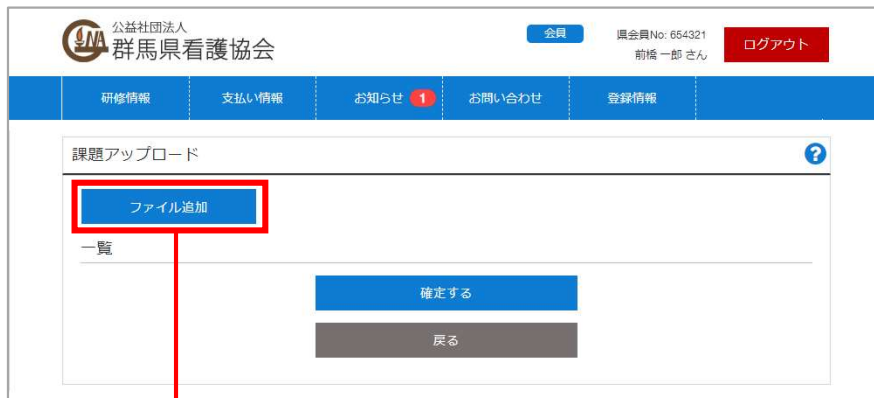 公益社団法人
群馬県看護協会
会員
県会員No: 654321
前橋 一郎 さん
ログアウト
研修情報
支払い情報
お知らせ 1
お問い合わせ
登録情報
課題アップロード
?
ファイル追加
一覧
確定する
戻る